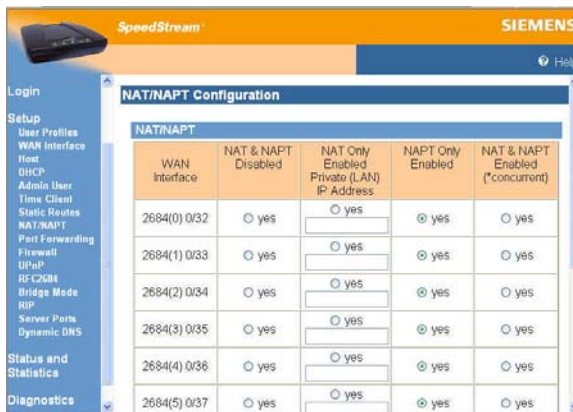 SpeedStream
SIEMENS
Help
Login
Setup
User Profiles
WAN Interface
Host
DHCP
Admin User
Time Client
Static Routes
NAT/NAPT
Port Forwarding
Firewall
UPnP
RFC2684
Bridge Mode
RIP
Server Ports
Dynamic DNS
Status and
Statistics
Diagnostics
NAT/NAPT Configuration
NAT/NAPT
WAN
Interface
NAT & NAPT
Disabled
NAT Only
Enabled
Private (LAN)
IP Address
NAPT Only
Enabled
NAT & NAPT
Enabled
(*concurrent)
2684(0) 0/32 yes yes yes yes
2684(1) 0/33 yes yes yes yes
2684(2) 0/34 yes yes yes yes
2684(3) 0/35 yes yes yes yes
2684(4) 0/36 yes yes yes yes
2684(5) 0/37 yes yes yes yes